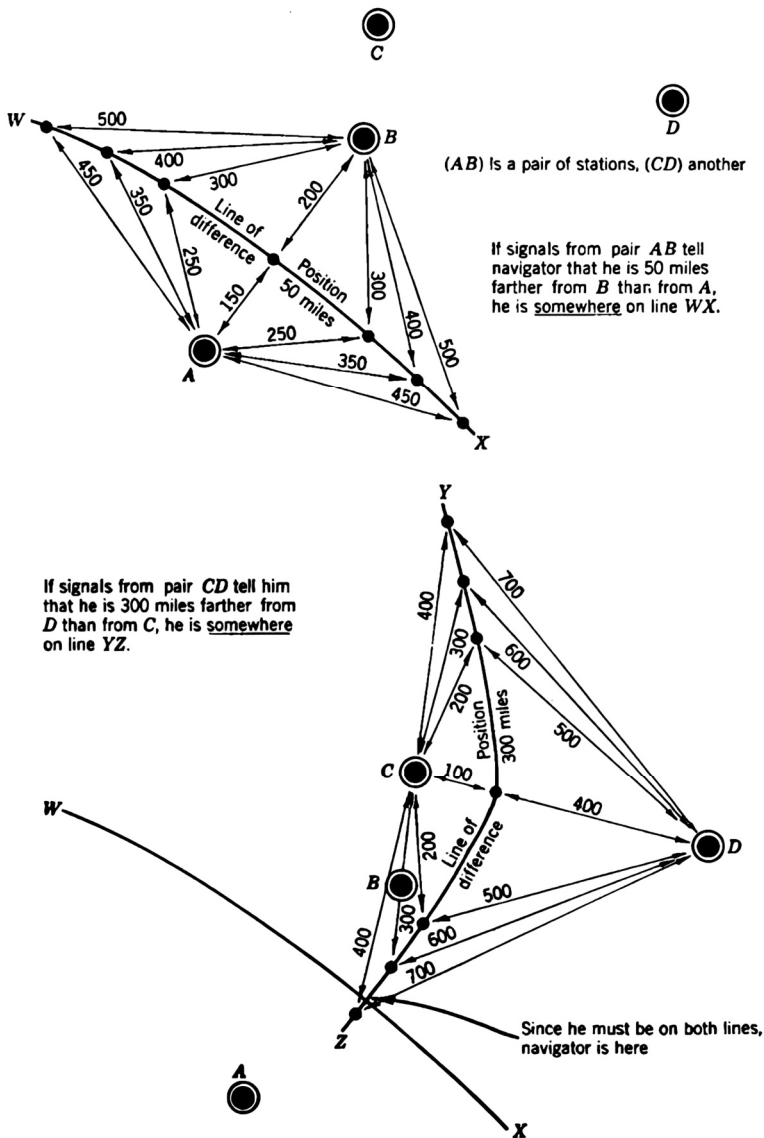 C
D
(AB) Is a pair of stations, (CD) another
W
500
B
400
300
450
350
250
200
Line of
difference
Position
50 miles
If signals from pair AB tell
navigator that he is 50 miles
farther from B than from A,
he is somewhere on line WX.
150
300
400
500
A
250
350
450
X
Y
If signals from pair CD tell him
that he is 300 miles farther from
D than from C, he is somewhere
on line YZ.
400
300
200
700
600
500
Position
300 miles
C
100
400
W
Line of
difference
D
200
B
300
400
500
600
700
Z
Since he must be on both lines,
navigator is here
A
X